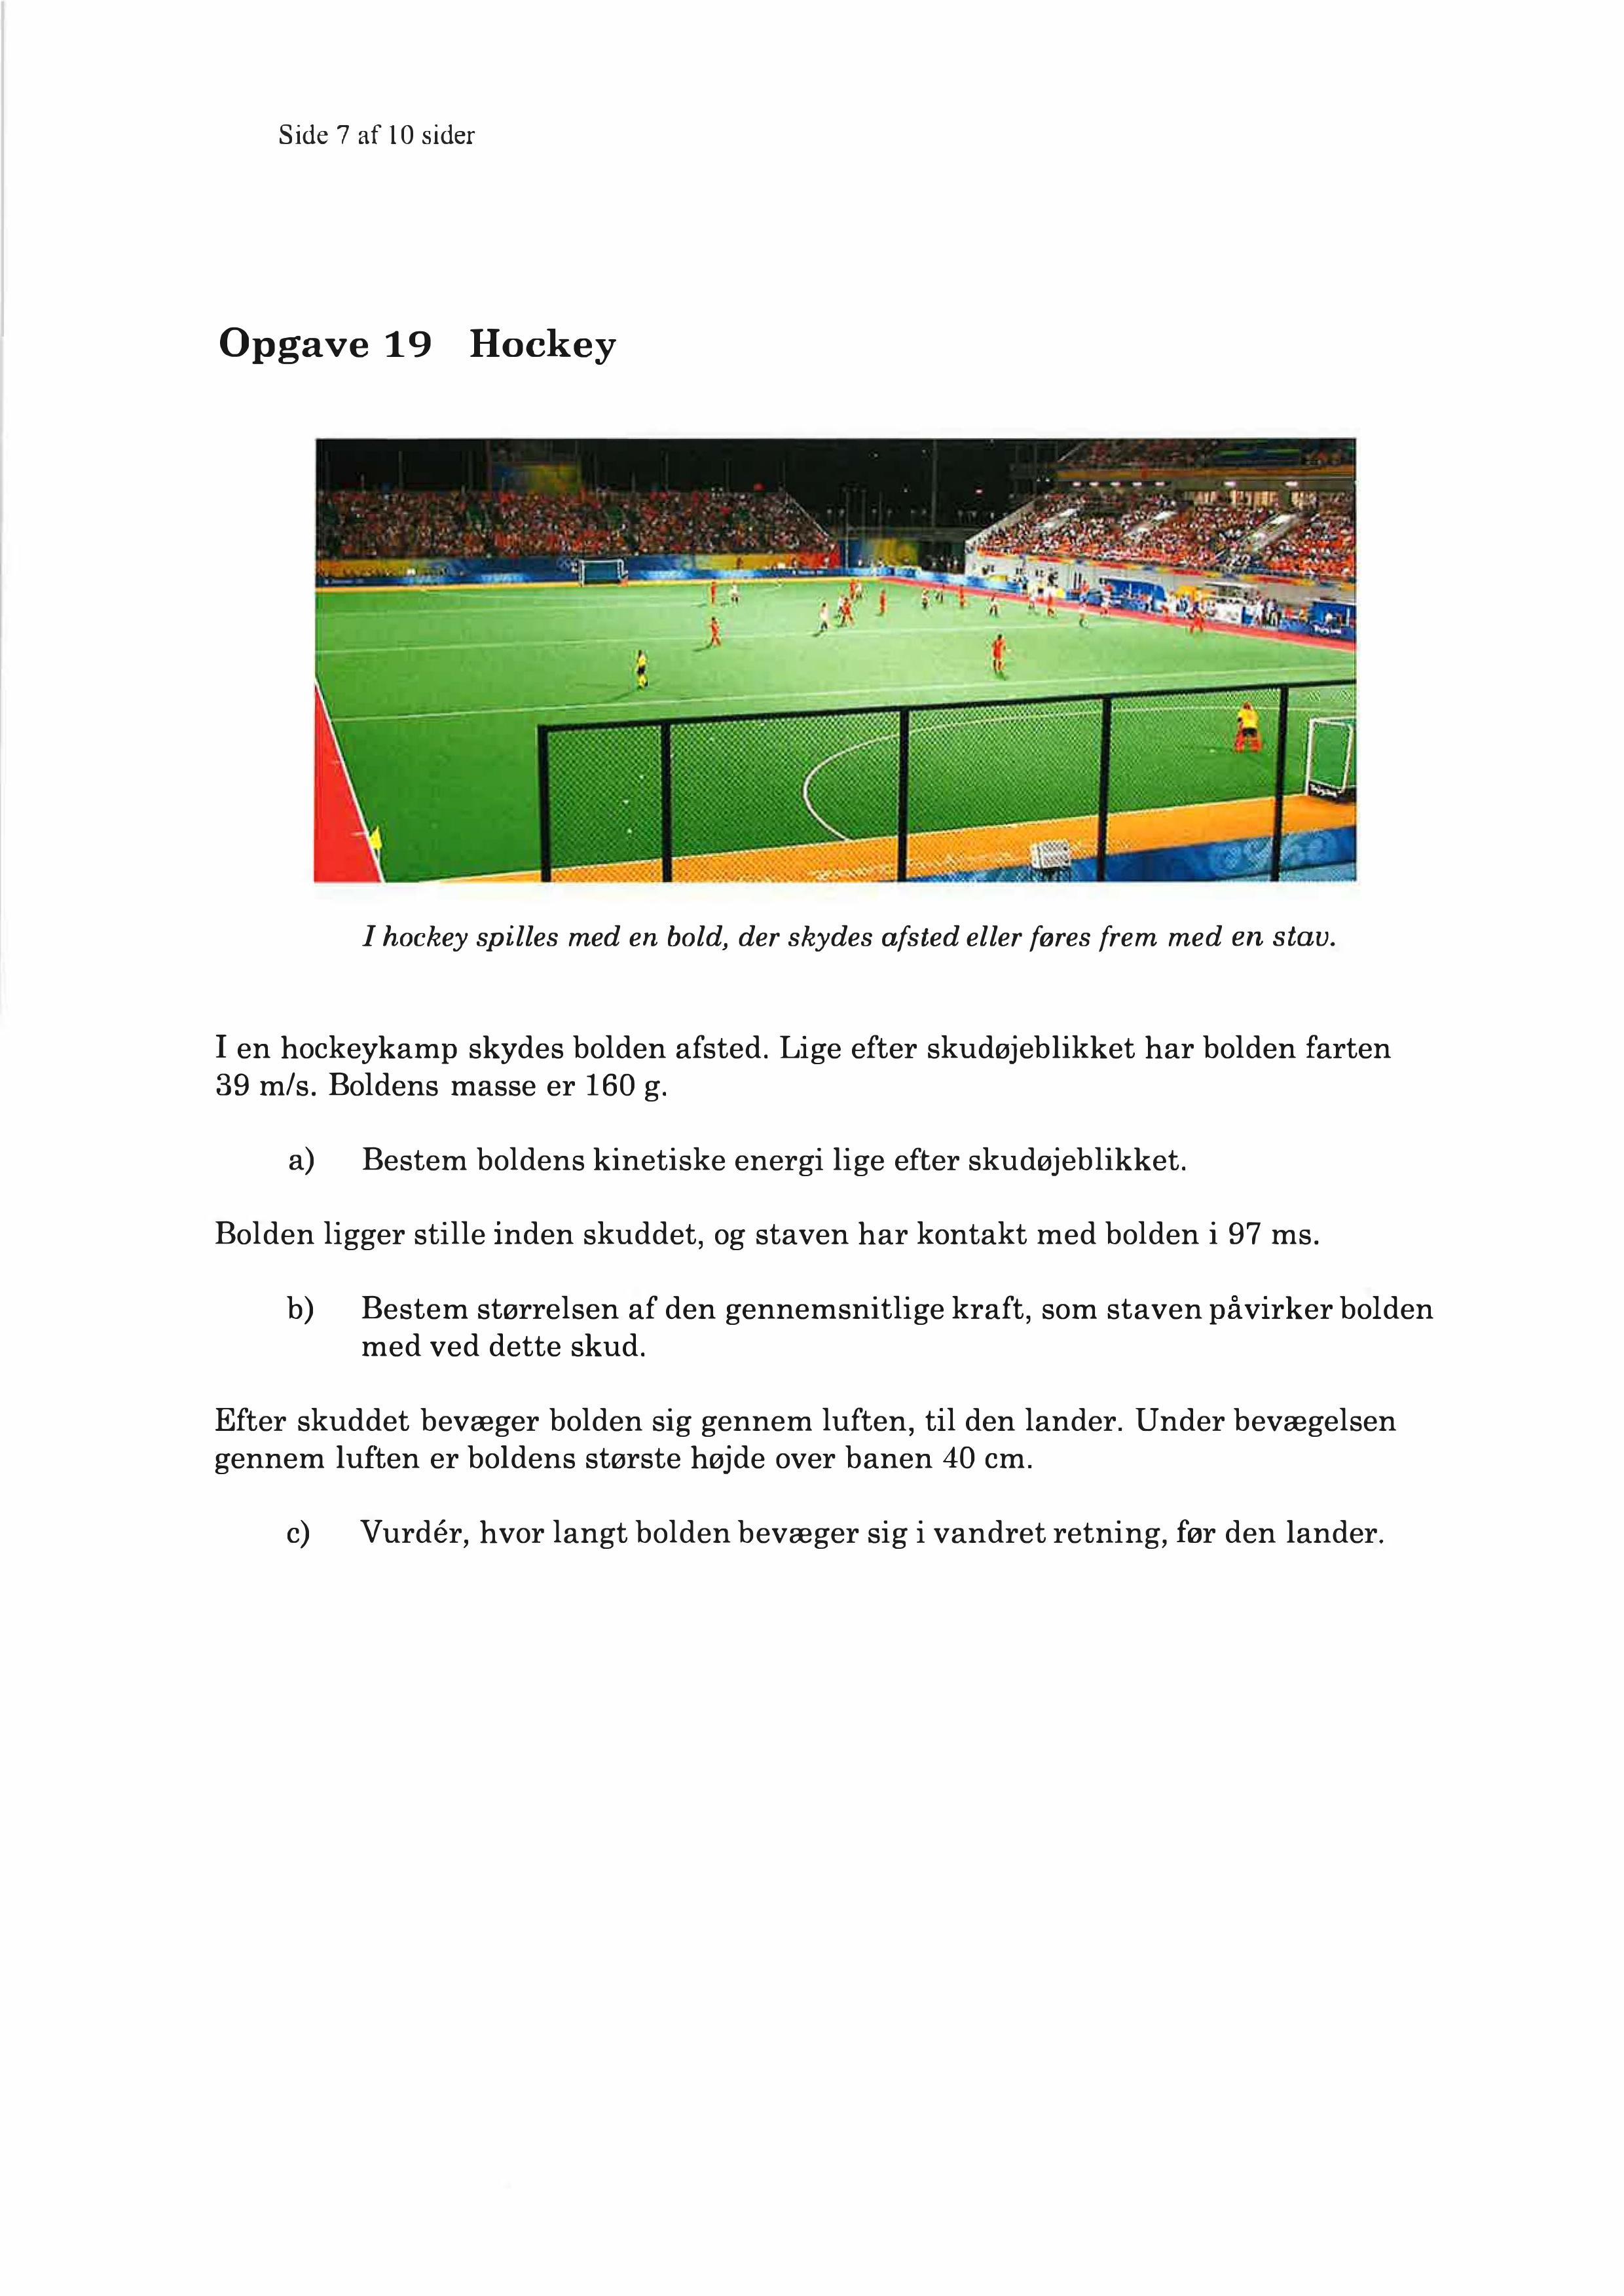 Side 7 af 10 sider
Opgave 19 Hockey
I hockey spilles med en bold, der skydes afsted eller føres frem med en stav.
I en hockeykamp skydes bolden afsted. Lige efter skudøjeblikket har bolden farten
39 m/s. Boldens masse er 160 g.
a) Bestem boldens kinetiske energi lige efter skudøjeblikket.
Bolden ligger stille inden skuddet, og staven har kontakt med bolden i 97 ms.
b) Bestem størrelsen af den gennemsnitlige kraft, som staven påvirker bolden
med ved dette skud.
Efter skuddet bevæger bolden sig gennem luften, til den lander. Under bevægelsen
gennem luften er boldens største højde over banen 40 cm.
c) Vurdér, hvor langt bolden bevæger sig i vandret retning, før den lander.